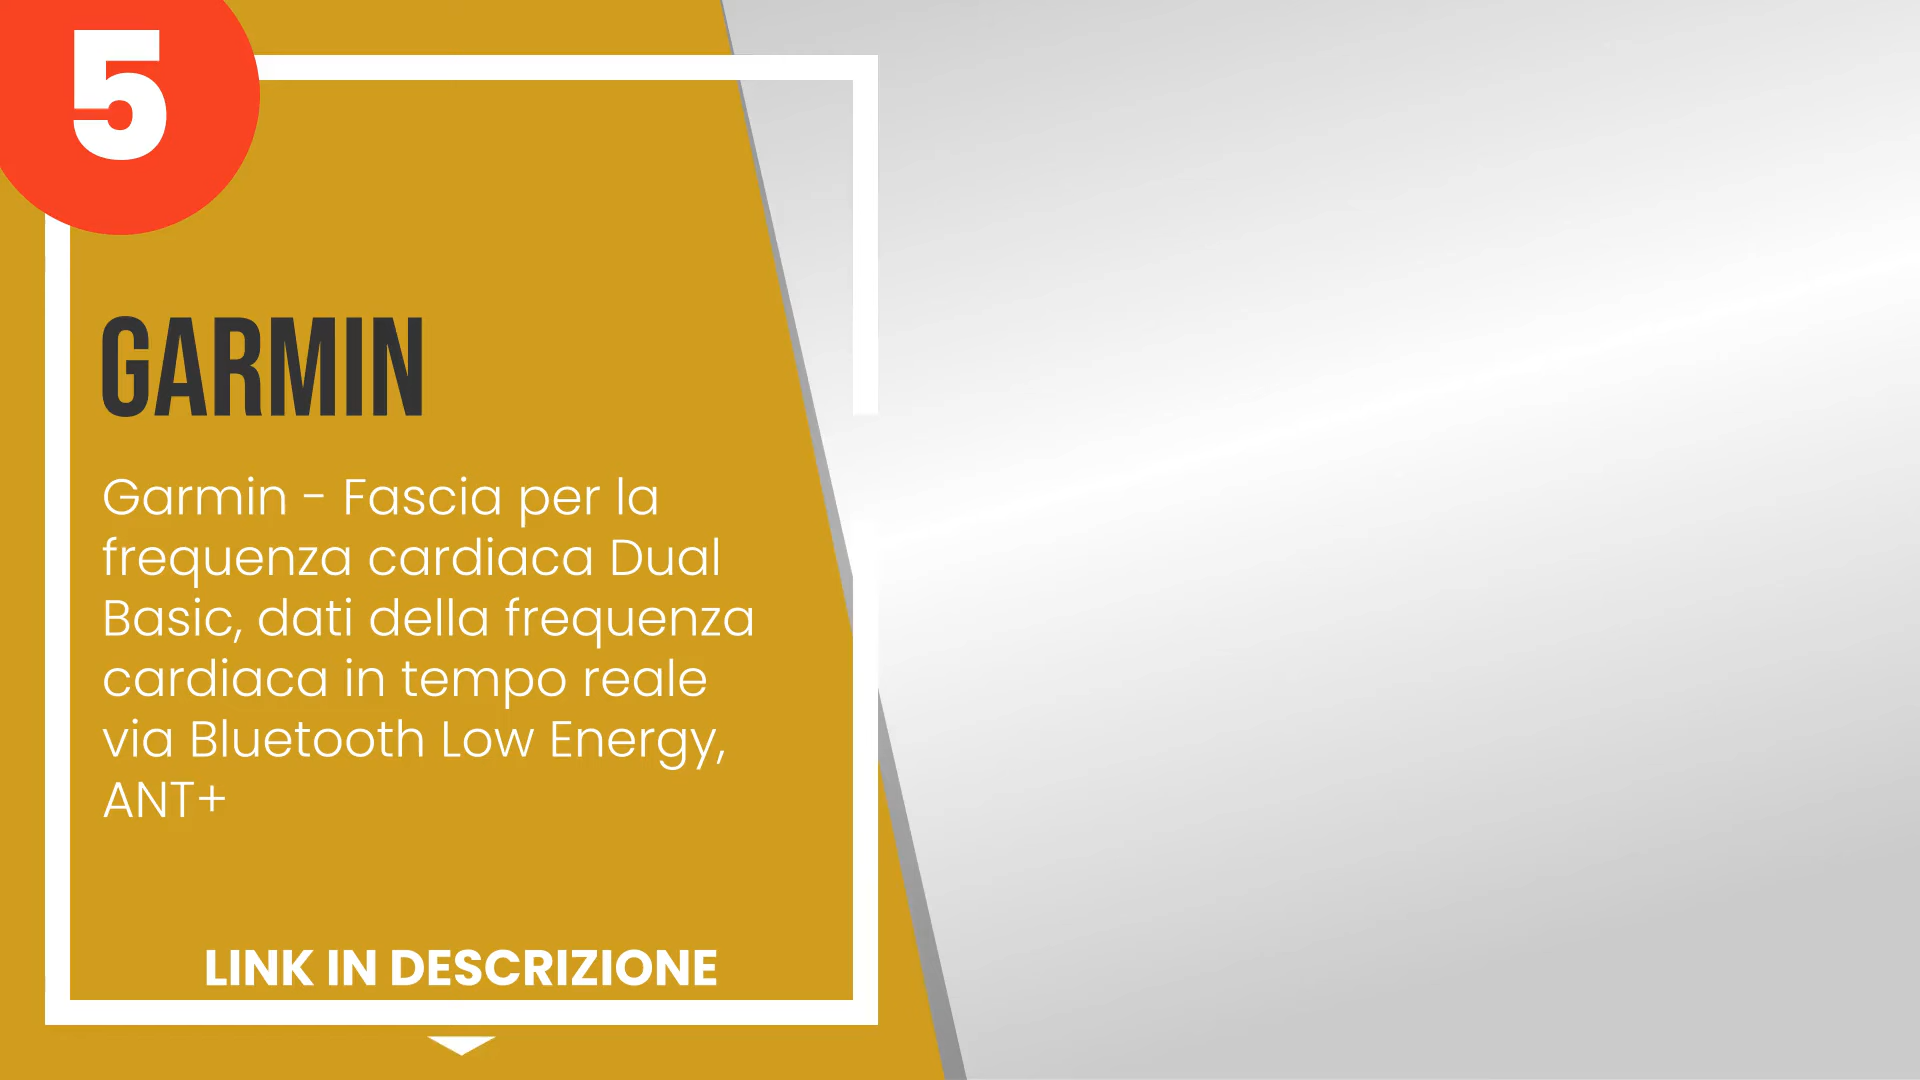 5
GARMIN
Garmin - Fascia per la
frequenza cardiaca Dual
Basic, dati della frequenza
cardiaca in tempo reale
via Bluetooth Low Energy,
ANT+
LINK IN DESCRIZIONE